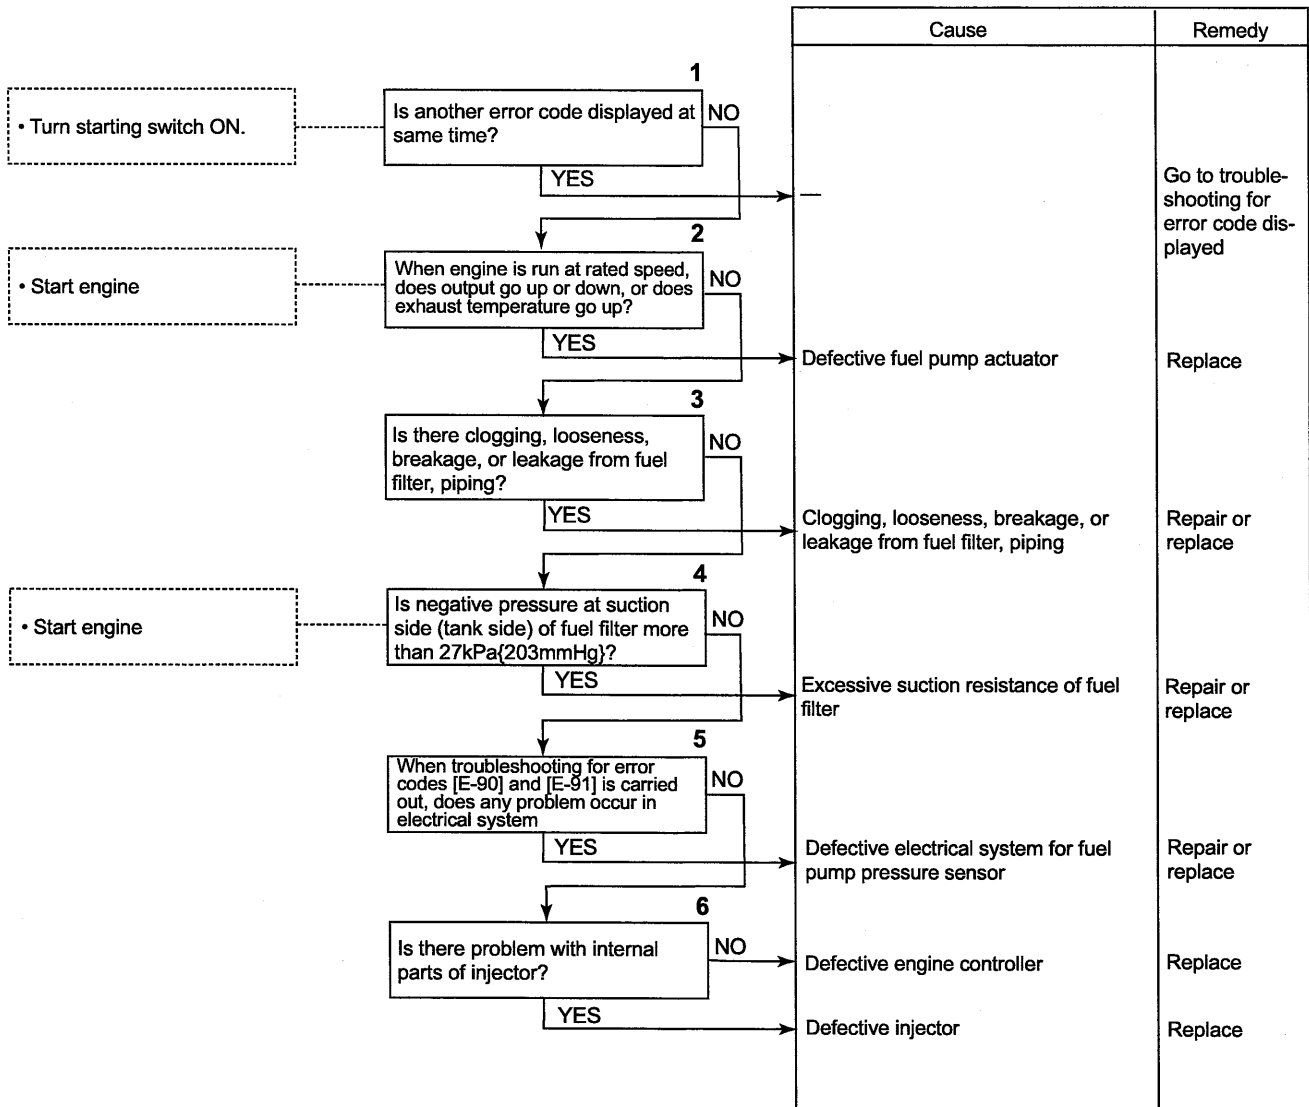 Cause
Remedy
1
• Turn starting switch ON.
Is another error code displayed at
same time?
NO
YES
—
Go to trouble-
shooting for
error code dis-
played
2
• Start engine
When engine is run at rated speed,
does output go up or down, or does
exhaust temperature go up?
NO
YES
Defective fuel pump actuator
Replace
3
Is there clogging, looseness,
breakage, or leakage from fuel
filter, piping?
NO
YES
Clogging, looseness, breakage, or
leakage from fuel filter, piping
Repair or
replace
4
• Start engine
Is negative pressure at suction
side (tank side) of fuel filter more
than 27kPa{203mmHg}?
NO
YES
Excessive suction resistance of fuel
filter
Repair or
replace
5
When troubleshooting for error
codes [E-90] and [E-91] is carried
out, does any problem occur in
electrical system
NO
YES
Defective electrical system for fuel
pump pressure sensor
Repair or
replace
6
Is there problem with internal
parts of injector?
NO
Defective engine controller
Replace
YES
Defective injector
Replace